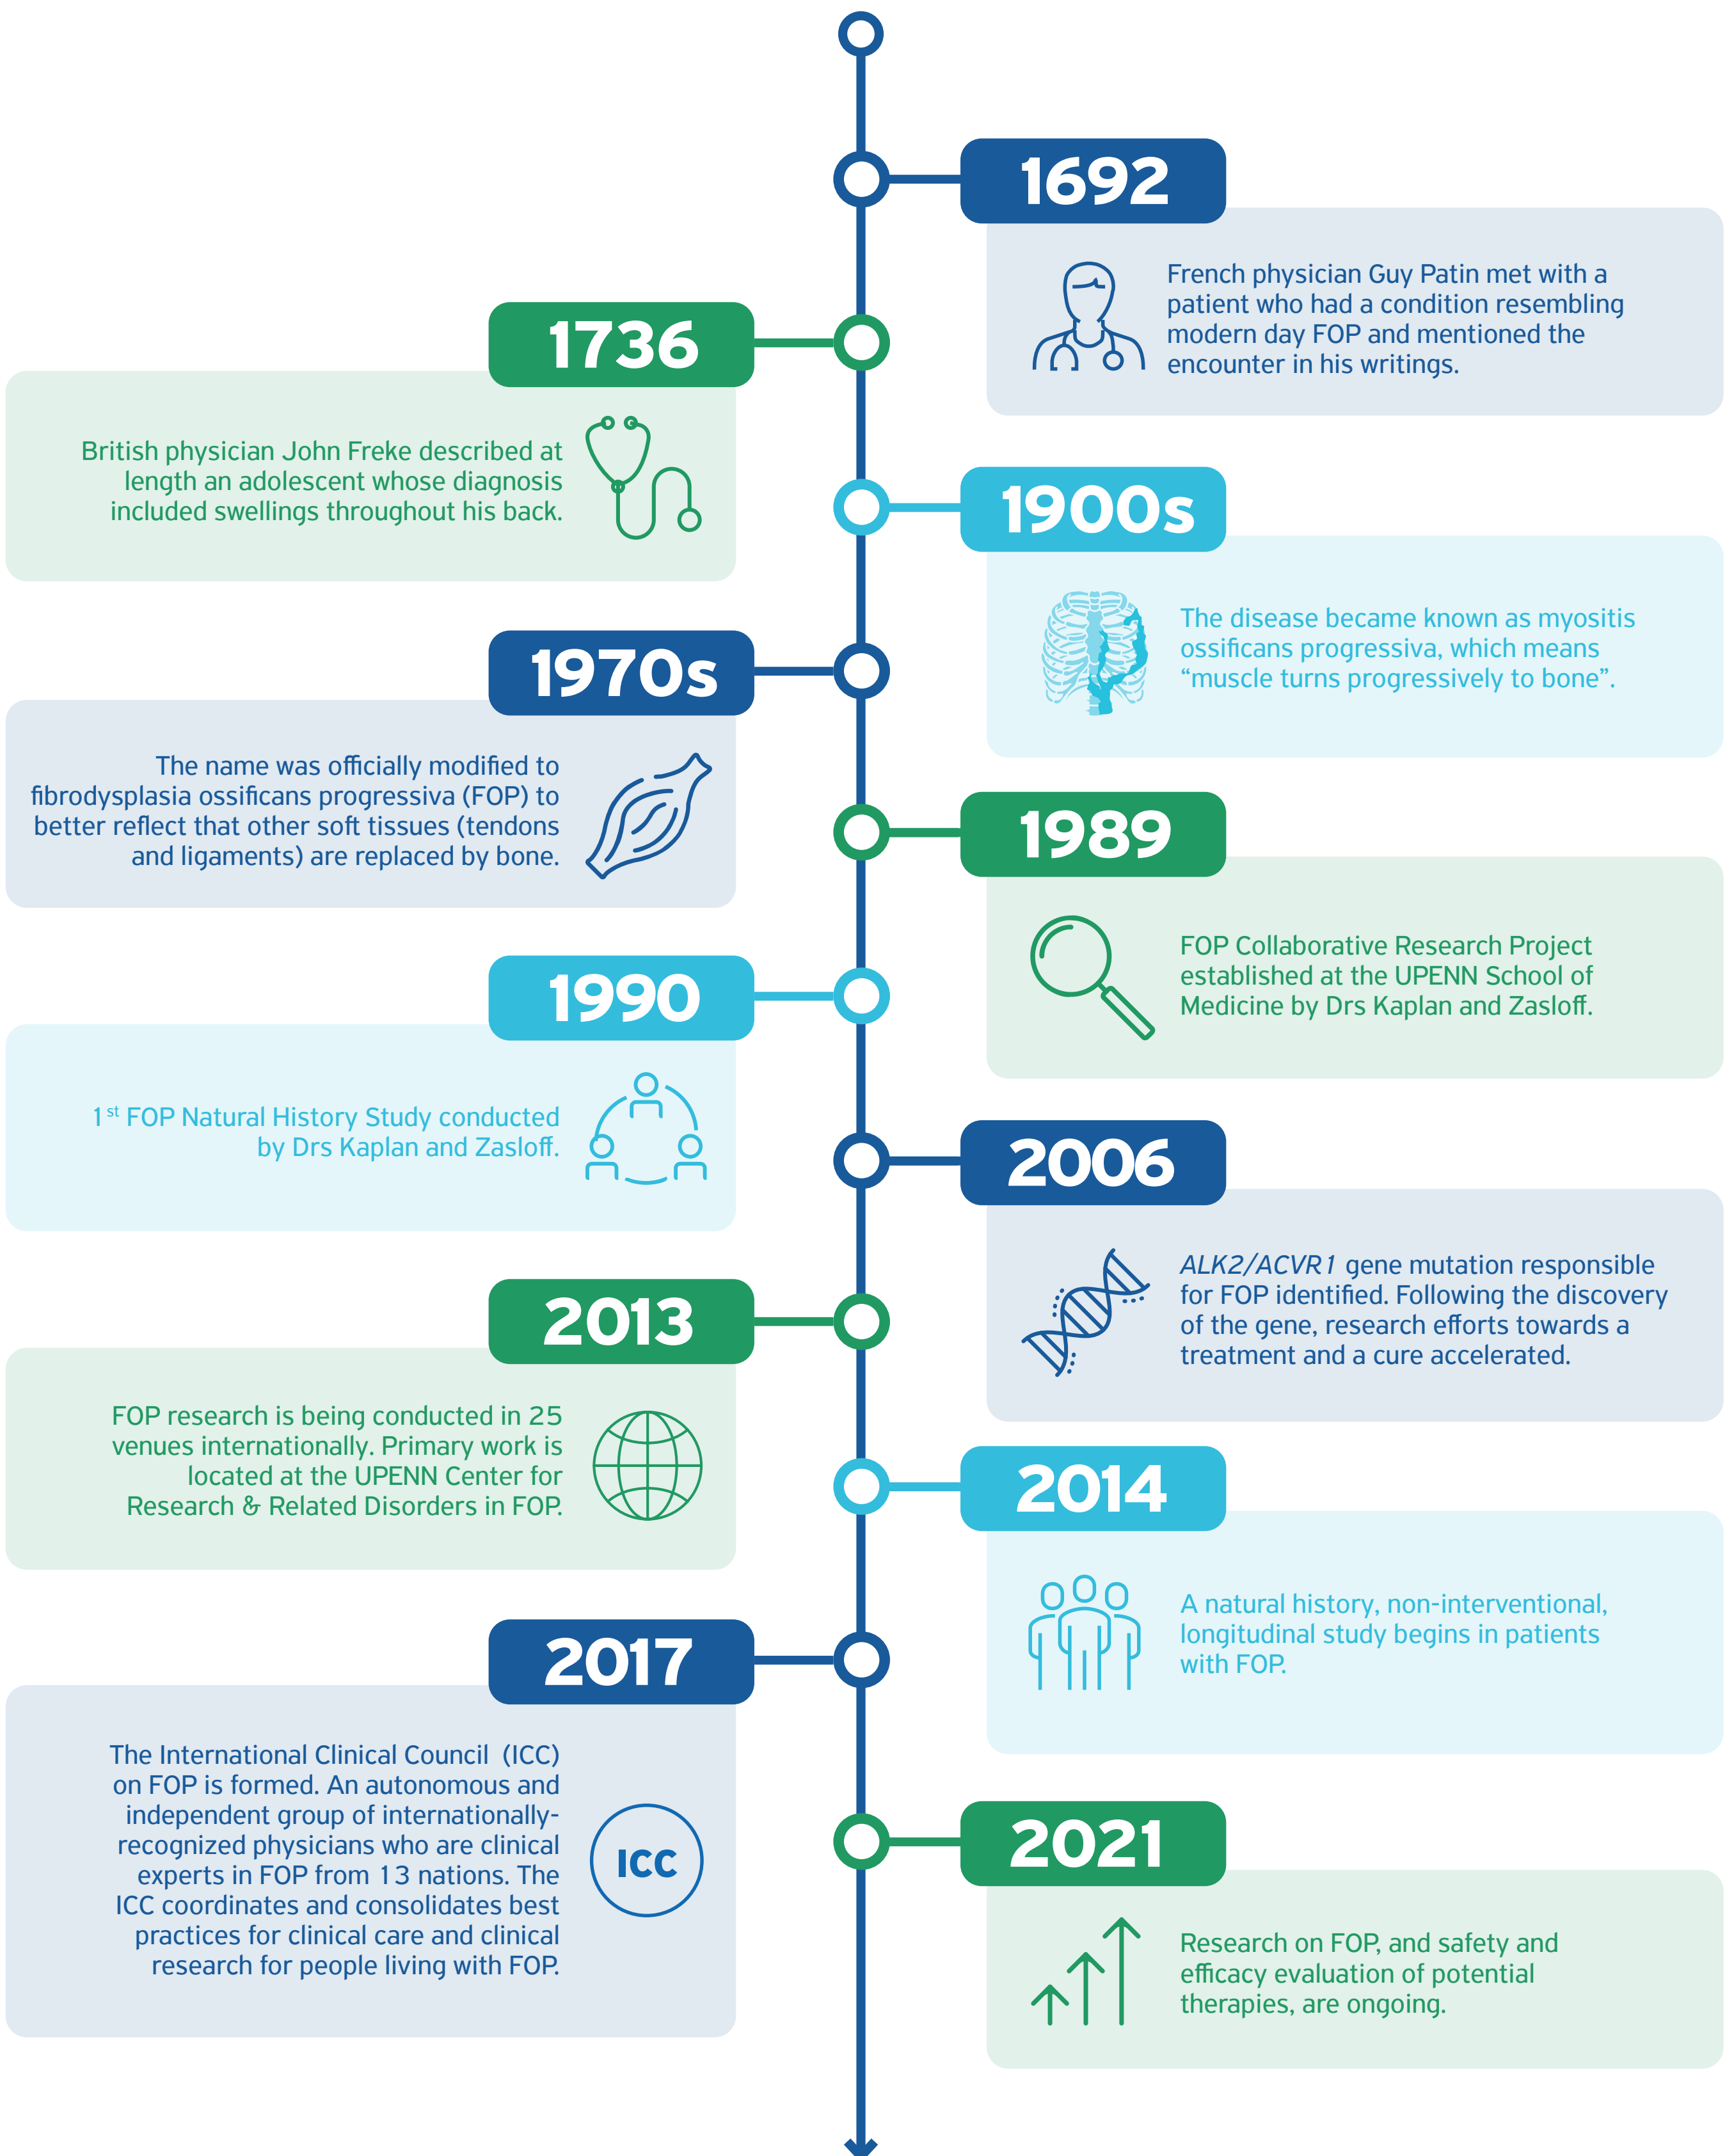 1692
French physician Guy Patin met with a
patient who had a condition resembling
modern day FOP and mentioned the
encounter in his writings.
1736
British physician John Freke described at
length an adolescent whose diagnosis
included swellings throughout his back.
1900s
The disease became known as myositis
ossificans progressiva, which means
“muscle turns progressively to bone”.
1970s
The name was officially modified to
fibrodysplasia ossificans progressiva (FOP) to
better reflect that other soft tissues (tendons
and ligaments) are replaced by bone.
1989
FOP Collaborative Research Project
established at the UPENN School of
Medicine by Drs Kaplan and Zasloff.
1990
1st FOP Natural History Study conducted
by Drs Kaplan and Zasloff.
2006
ALK2/ACVR1 gene mutation responsible
for FOP identified. Following the discovery
of the gene, research efforts towards a
treatment and a cure accelerated.
2013
FOP research is being conducted in 25
venues internationally. Primary work is
located at the UPENN Center for
Research & Related Disorders in FOP.
2014
A natural history, non-interventional,
longitudinal study begins in patients
with FOP.
2017
The International Clinical Council (ICC)
on FOP is formed. An autonomous and
independent group of internationally-
recognized physicians who are clinical
experts in FOP from 13 nations. The
ICC coordinates and consolidates best
practices for clinical care and clinical
research for people living with FOP.
ICC
2021
Research on FOP, and safety and
efficacy evaluation of potential
therapies, are ongoing.